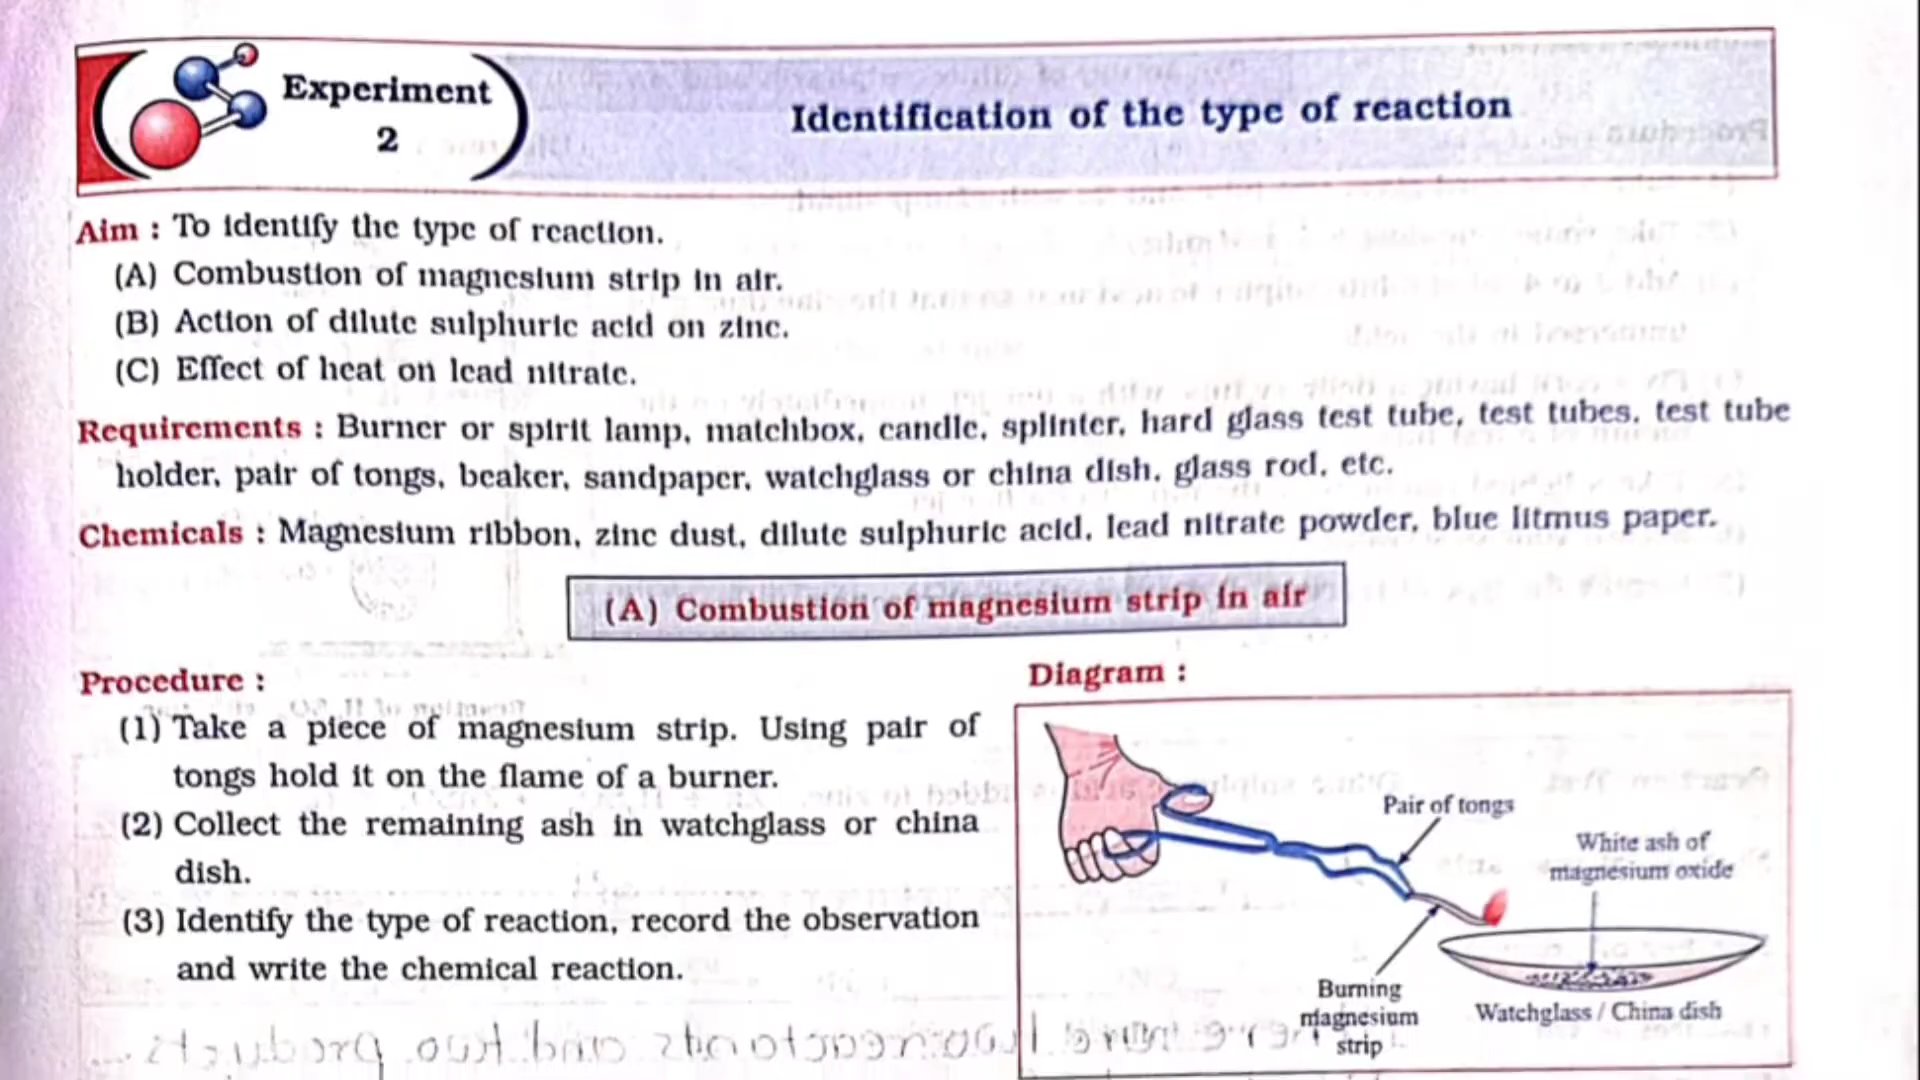 Experiment
2
Identification of the type of reaction
Aim : To identify the type of reaction.
(A) Combustion of magnesium strip in air.
(B) Action of dilute sulphuric acid on zinc.
(C) Effect of heat on lead nitrate.
Requirements : Burner or spirit lamp, matchbox, candle, splinter, hard glass test tube, test tubes, test tube
holder, pair of tongs, beaker, sandpaper, watchglass or china dish, glass rod, etc.
Chemicals : Magnesium ribbon, zinc dust, dilute sulphuric acid, lead nitrate powder, blue litmus paper.
(A) Combustion of magnesium strip in air
Procedure :
(1) Take a piece of magnesium strip. Using pair of
tongs hold it on the flame of a burner.
(2) Collect the remaining ash in watchglass or china
dish.
(3) Identify the type of reaction, record the observation
and write the chemical reaction.
Diagram :
Pair of tongs
White ash of
magnesium oxide
Burning
magnesium
strip
Watchglass / China dish